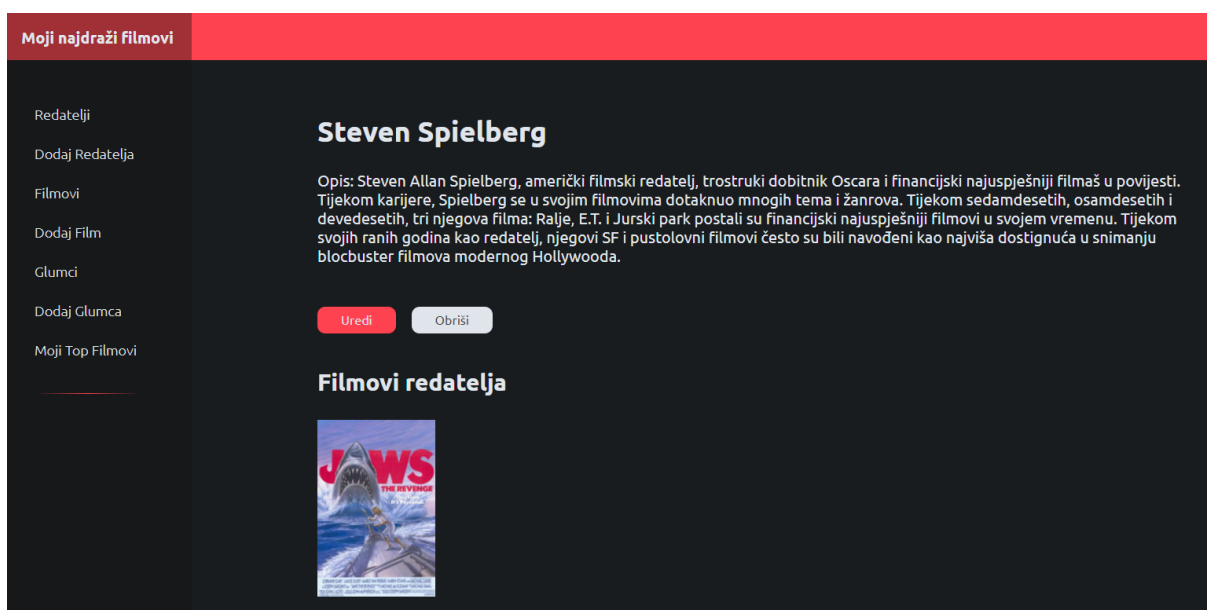 Moji najdraži filmovi
Redatelji
Dodaj Redatelja
Filmovi
Dodaj Film
Glumci
Dodaj Glumca
Moji Top Filmovi
Steven Spielberg
Opis: Steven Allan Spielberg, američki filmski redatelj, trostruki dobitnik Oscara i financijski najuspješniji filmaš u povijesti.
Tijekom karijere, Spielberg se u svojim filmovima dotaknuo mnogih tema i žanrova. Tijekom sedamdesetih, osamdesetih i
devedesetih, tri njegova filma: Ralje, E.T. i Jurski park postali su financijski najuspješniji filmovi u svojem vremenu. Tijekom
svojih ranih godina kao redatelj, njegovi SF i pustolovni filmovi često su bili navođeni kao najviša dostignuća u snimanju
blocbuster filmova modernog Hollywooda.
Uredi Obriši
Filmovi redatelja
JAWS
THE REVENGE